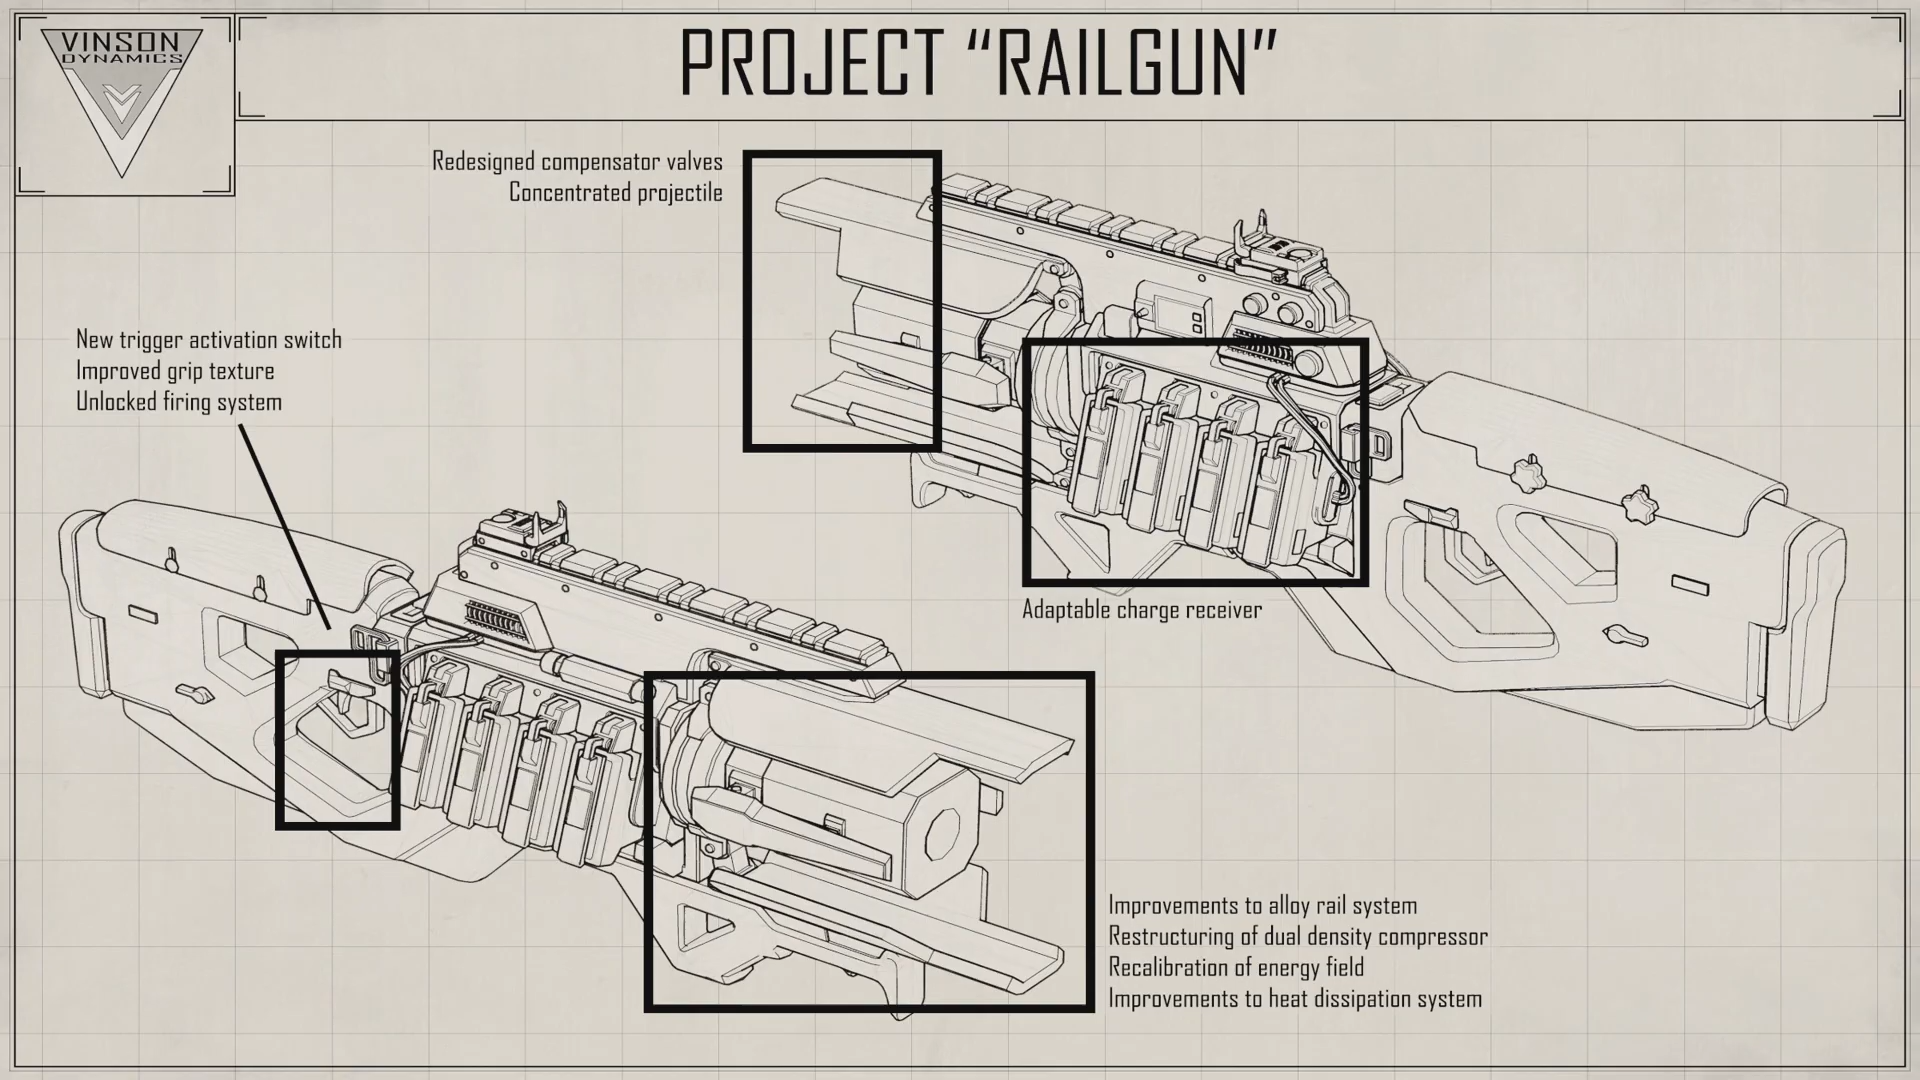 VINSON
DYNAMICS
PROJECT “RAILGUN”
Redesigned compensator valves
Concentrated projectile
New trigger activation switch
Improved grip texture
Unlocked firing system
Adaptable charge receiver
Improvements to alloy rail system
Restructuring of dual density compressor
Recalibration of energy field
Improvements to heat dissipation system